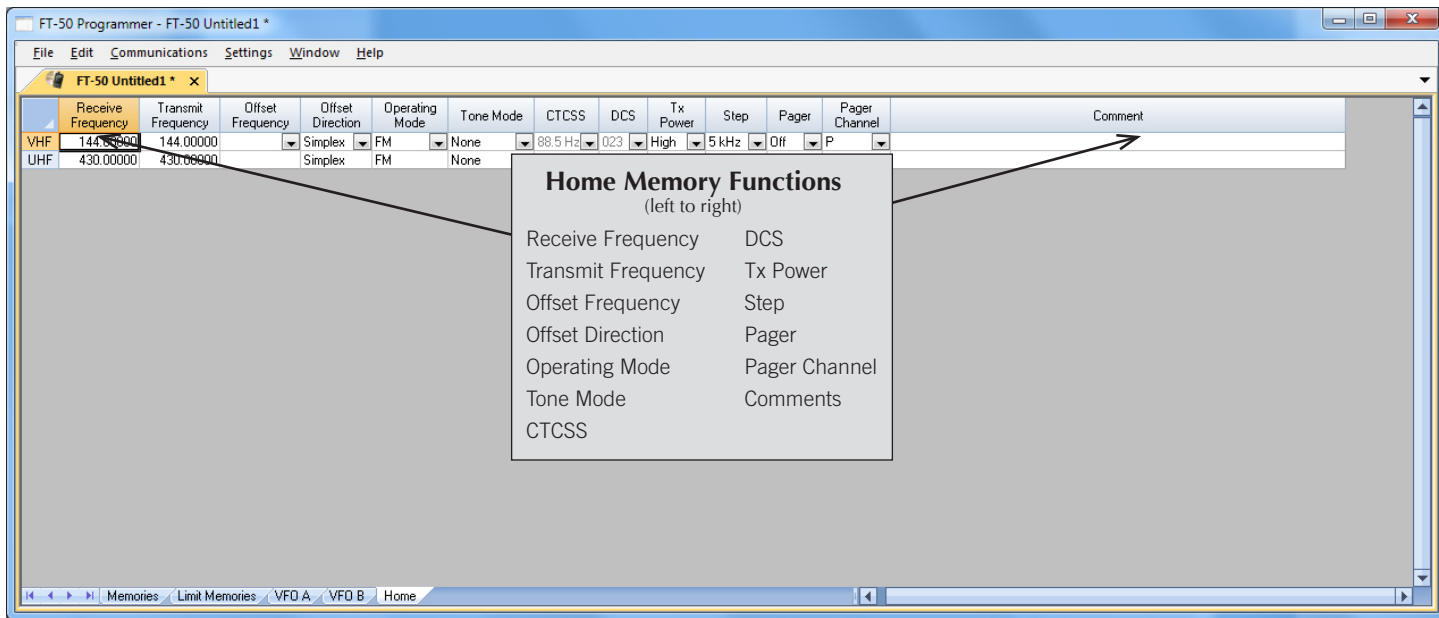 FT-50 Programmer - FT-50 Untitled1 *
File Edit Communications Settings Window Help
FT-50 Untitled1 * X
Receive Frequency Transmit Frequency Offset Frequency Offset Direction Operating Mode Tone Mode CTCSS DCS Tx Power Step Pager Pager Channel Comment
VHF 144.00000 144.00000 Simplex FM None 88.5 Hz 023 High 5 kHz Off P
UHF 430.00000 430.00000 Simplex FM None
Home Memory Functions
(left to right)
Receive Frequency
Transmit Frequency
Offset Frequency
Offset Direction
Operating Mode
Tone Mode
CTCSS
DCS
Tx Power
Step
Pager
Pager Channel
Comments
Memories Limit Memories VFO A VFO B Home